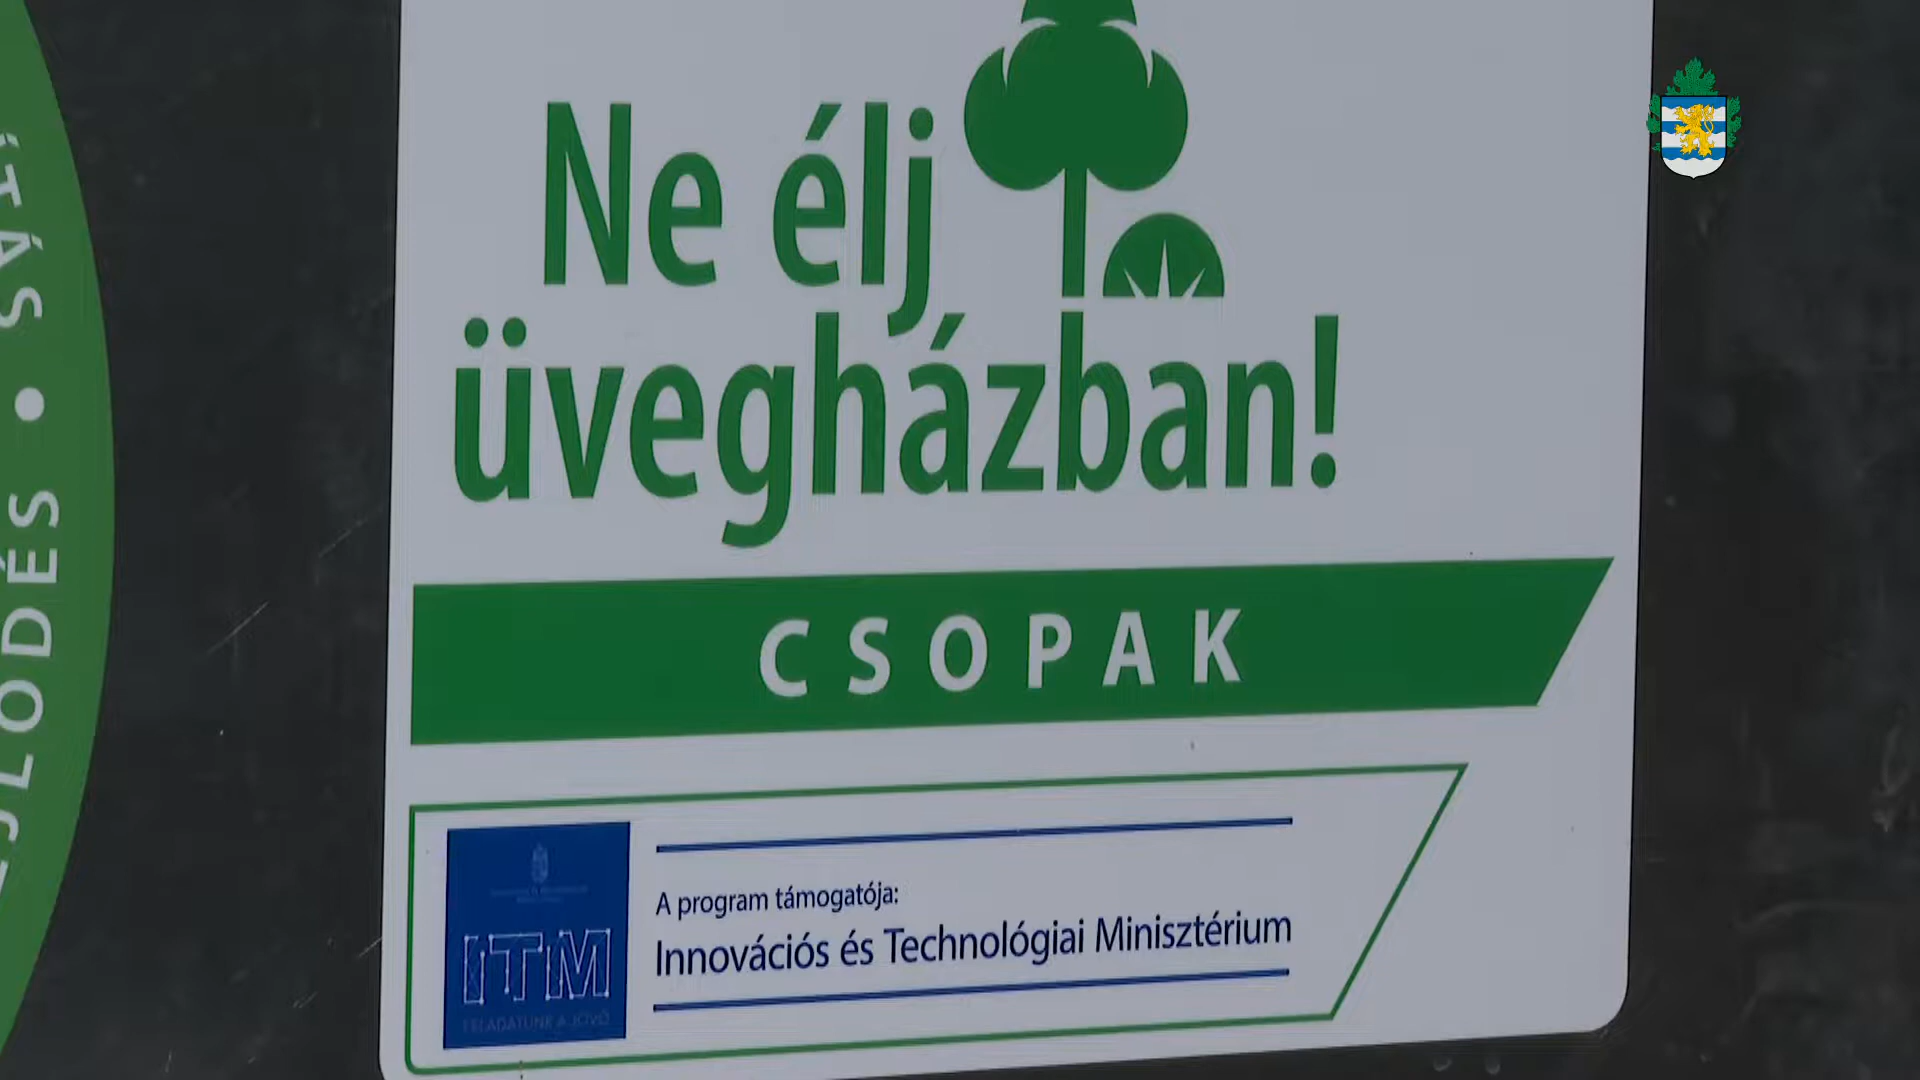 Ne élj
üvegházban!
CSOPAK
A program támogatója:
Innovációs és Technológiai Minisztérium
ITM
FELADATUNK A JÖVŐ